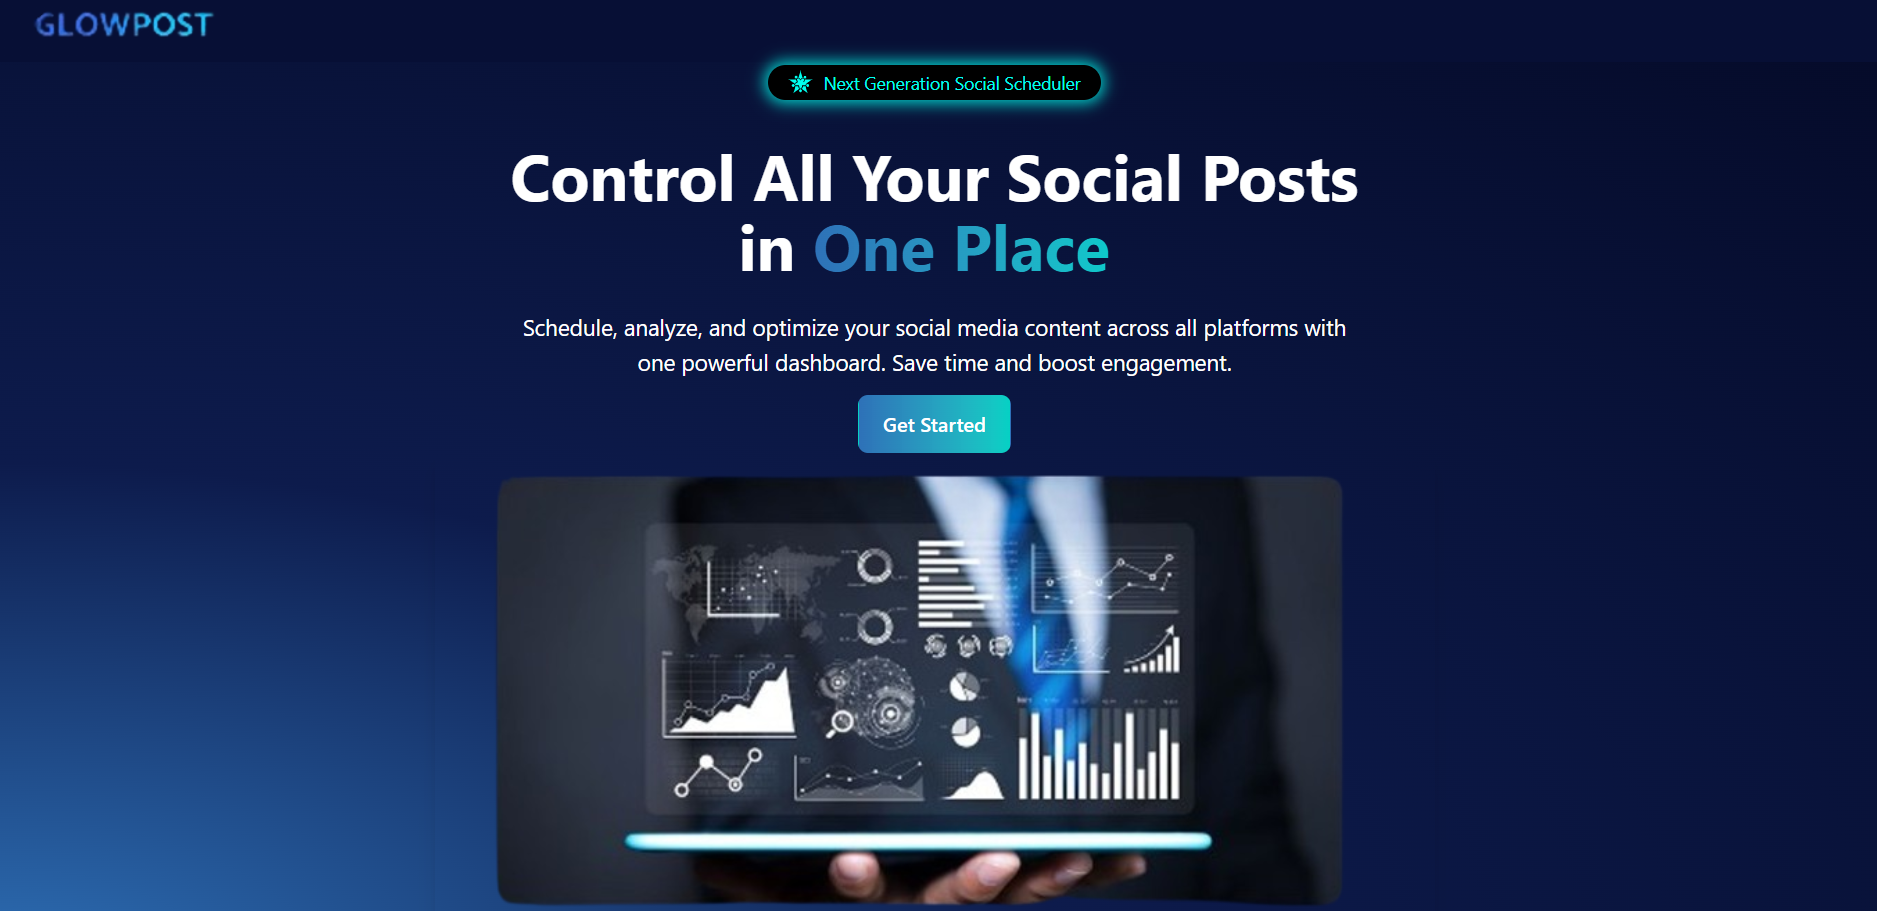 GLOWPOST
Next Generation Social Scheduler
Control All Your Social Posts
in One Place
Schedule, analyze, and optimize your social media content across all platforms with
one powerful dashboard. Save time and boost engagement.
Get Started